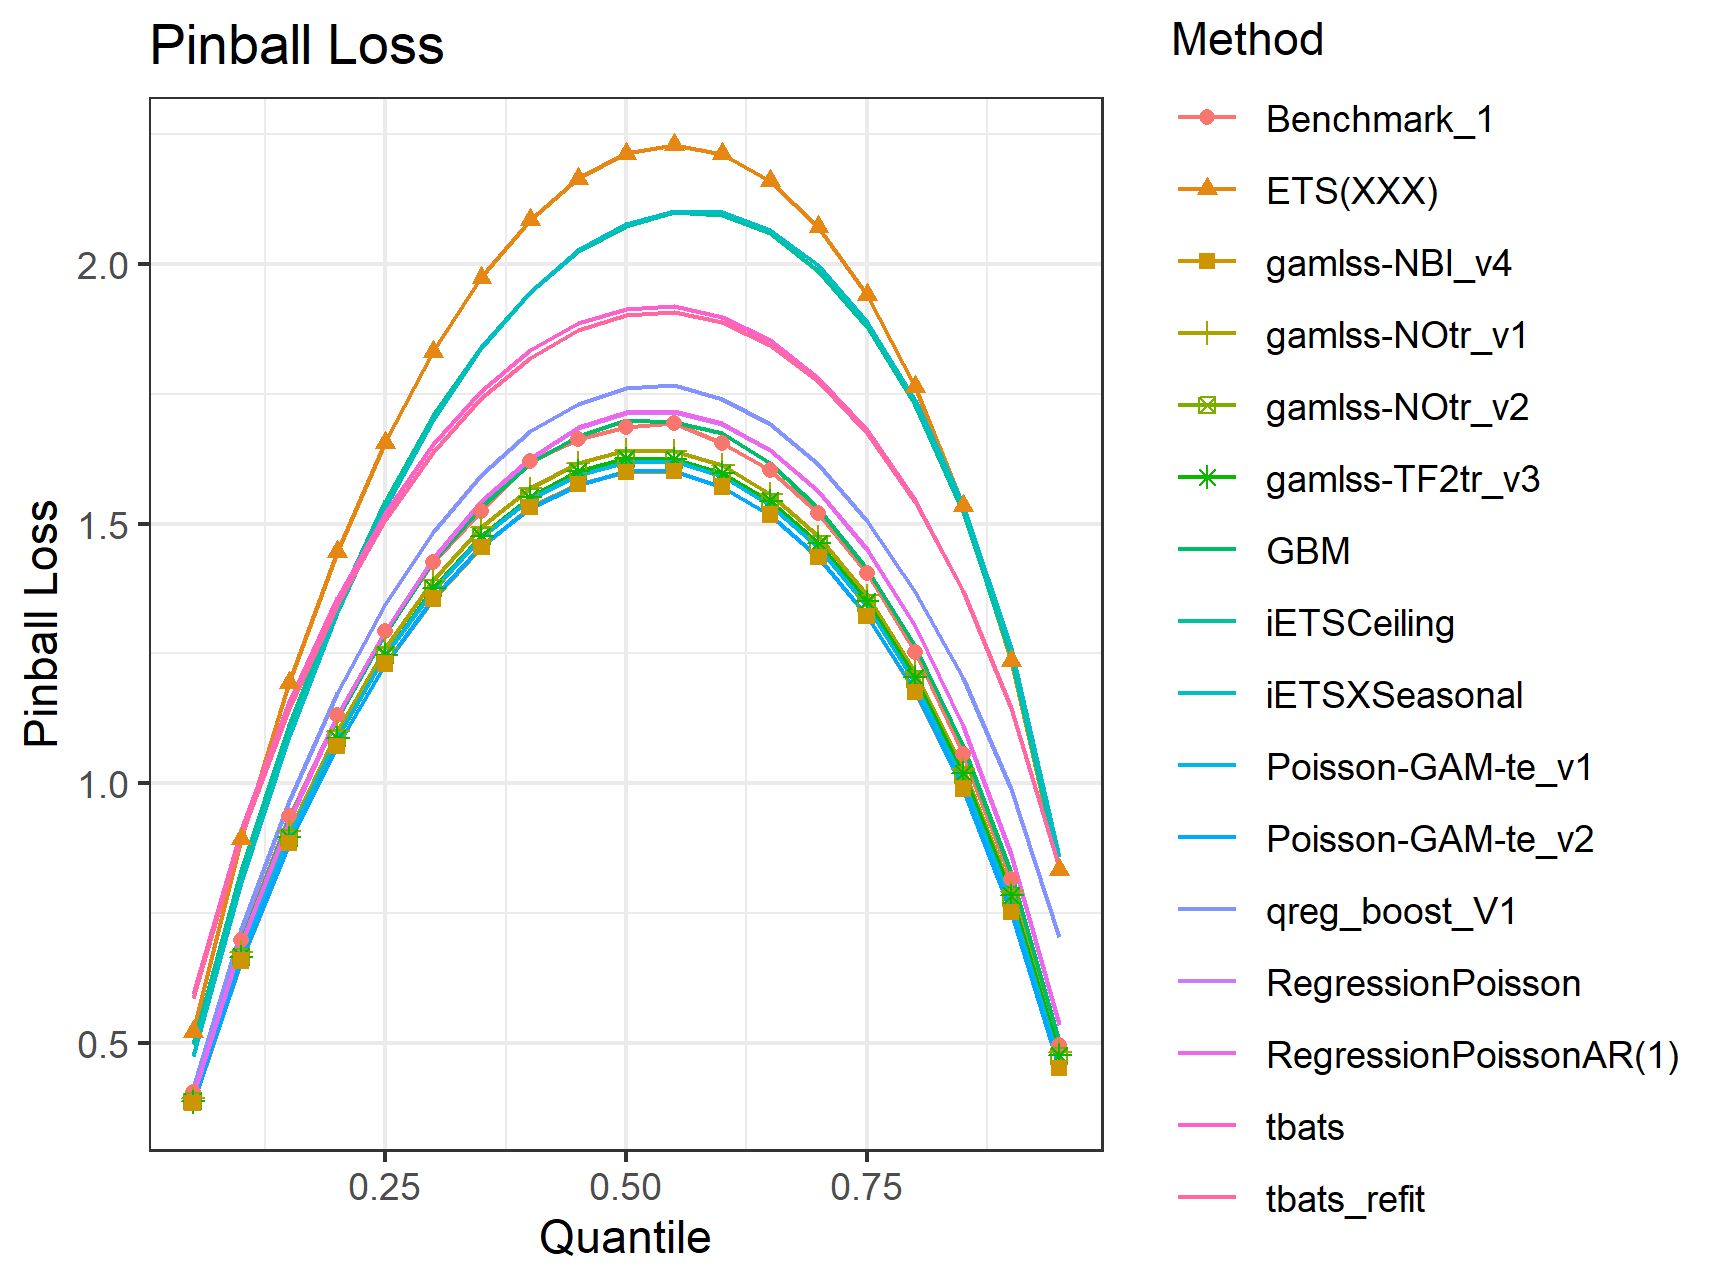 Pinball Loss
Pinball Loss
2.0
1.5
1.0
0.5
0.25
0.50
0.75
Quantile
Method
Benchmark_1
ETS(XXX)
gamlss-NBI_v4
gamlss-NOtr_v1
gamlss-NOtr_v2
gamlss-TF2tr_v3
GBM
iETSCeiling
iETSXSeasonal
Poisson-GAM-te_v1
Poisson-GAM-te_v2
qreg_boost_V1
RegressionPoisson
RegressionPoissonAR(1)
tbats
tbats_refit